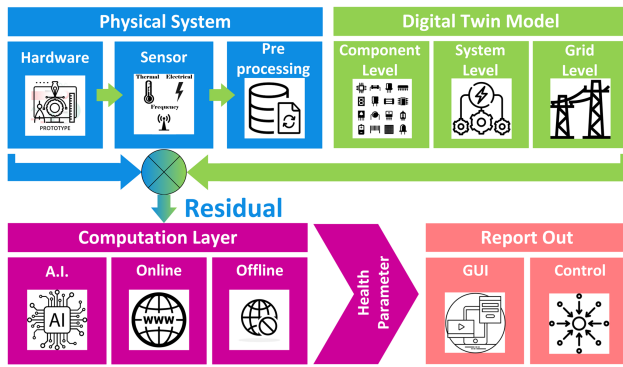 Physical System
Digital Twin Model
Hardware
Sensor
Pre
processing
Component
Level
System
Level
Grid
Level
Thermal
Electrical
Frequency
PROTOTYPE
Residual
Computation Layer
Health
Parameter
Report Out
A.I.
Online
Offline
GUI
Control
AI
WWW